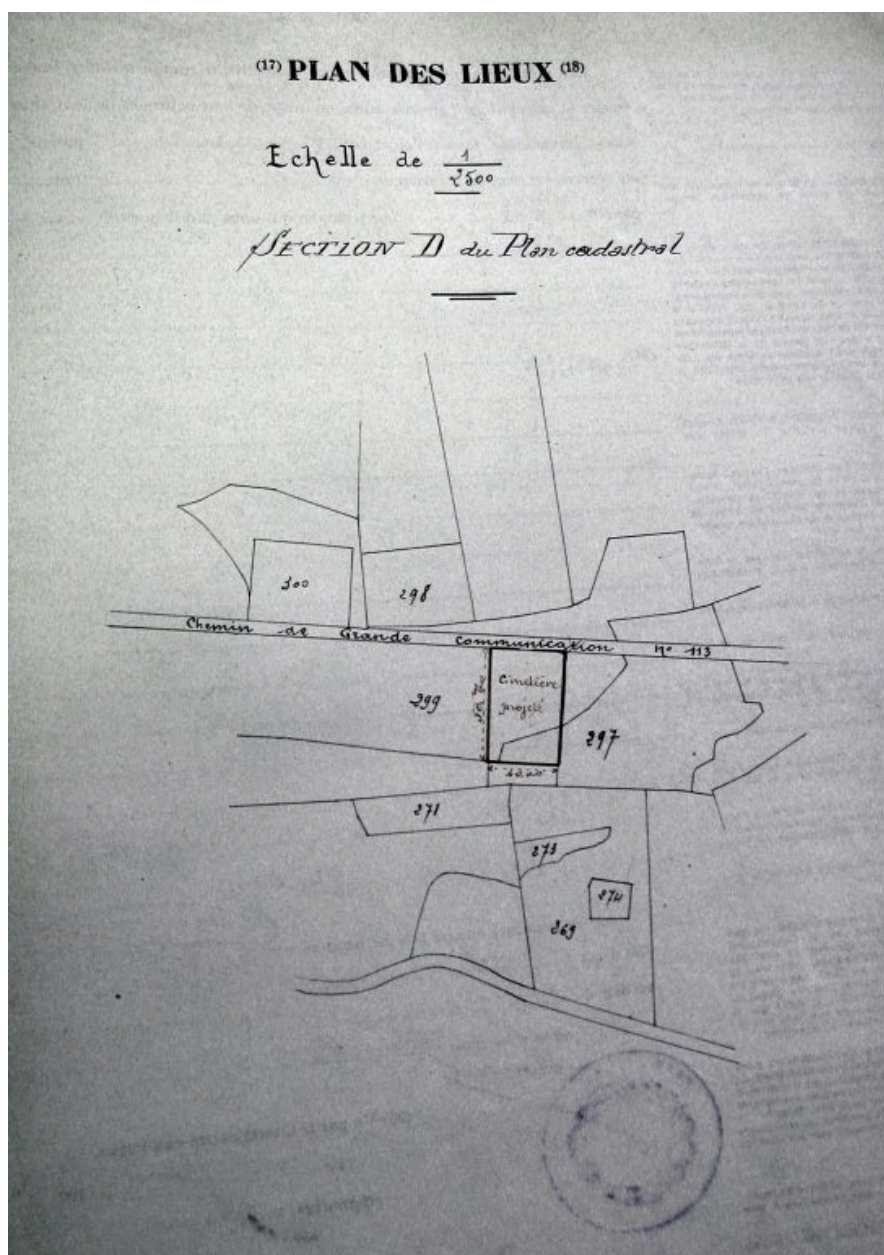 (17) PLAN DES LIEUX (18)
Echelle de 1/2500
SECTION D du Plan cadastral
300
298
Chemin de Grande Communication No 113
299
Cimetière
projeté
297
271
273
274
269